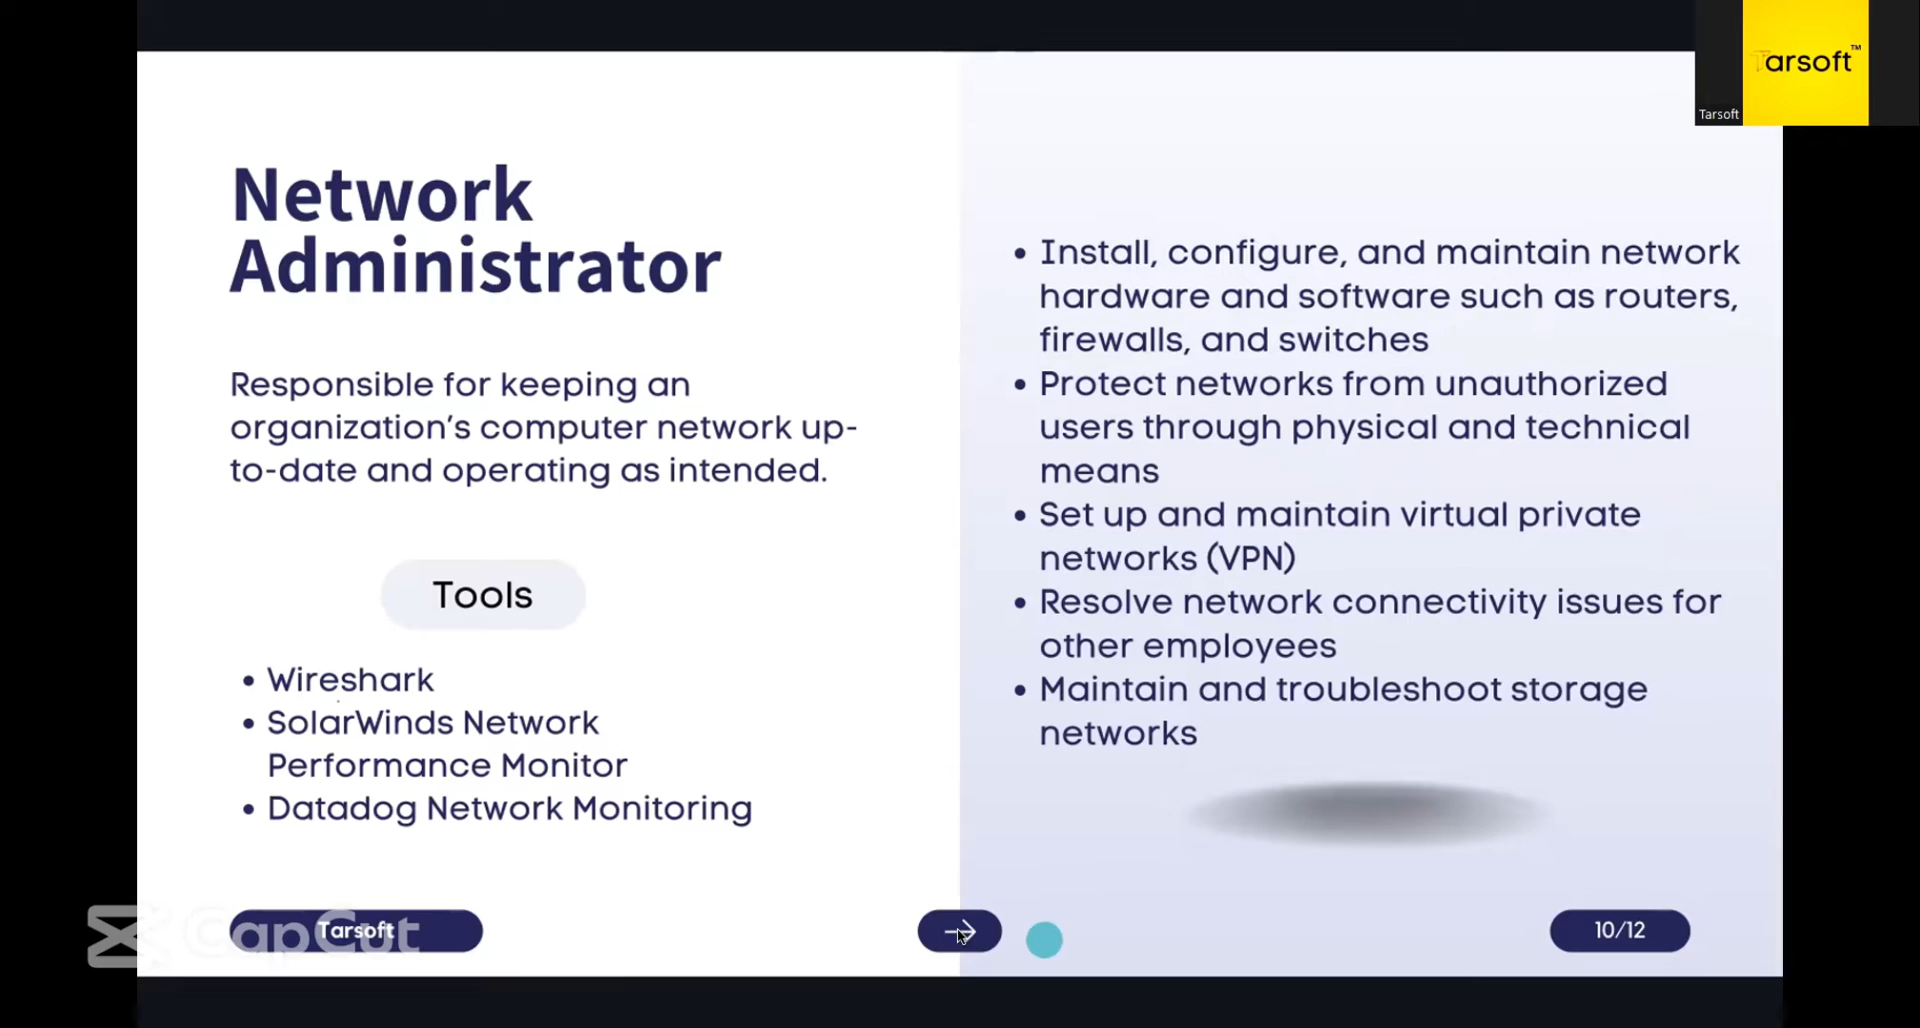 Tarsoft™
Tarsoft
Network
Administrator
Responsible for keeping an
organization’s computer network up-
to-date and operating as intended.
Tools
• Wireshark
• SolarWinds Network
Performance Monitor
• Datadog Network Monitoring
• Install, configure, and maintain network
hardware and software such as routers,
firewalls, and switches
• Protect networks from unauthorized
users through physical and technical
means
• Set up and maintain virtual private
networks (VPN)
• Resolve network connectivity issues for
other employees
• Maintain and troubleshoot storage
networks
CapCut
Tarsoft
10/12